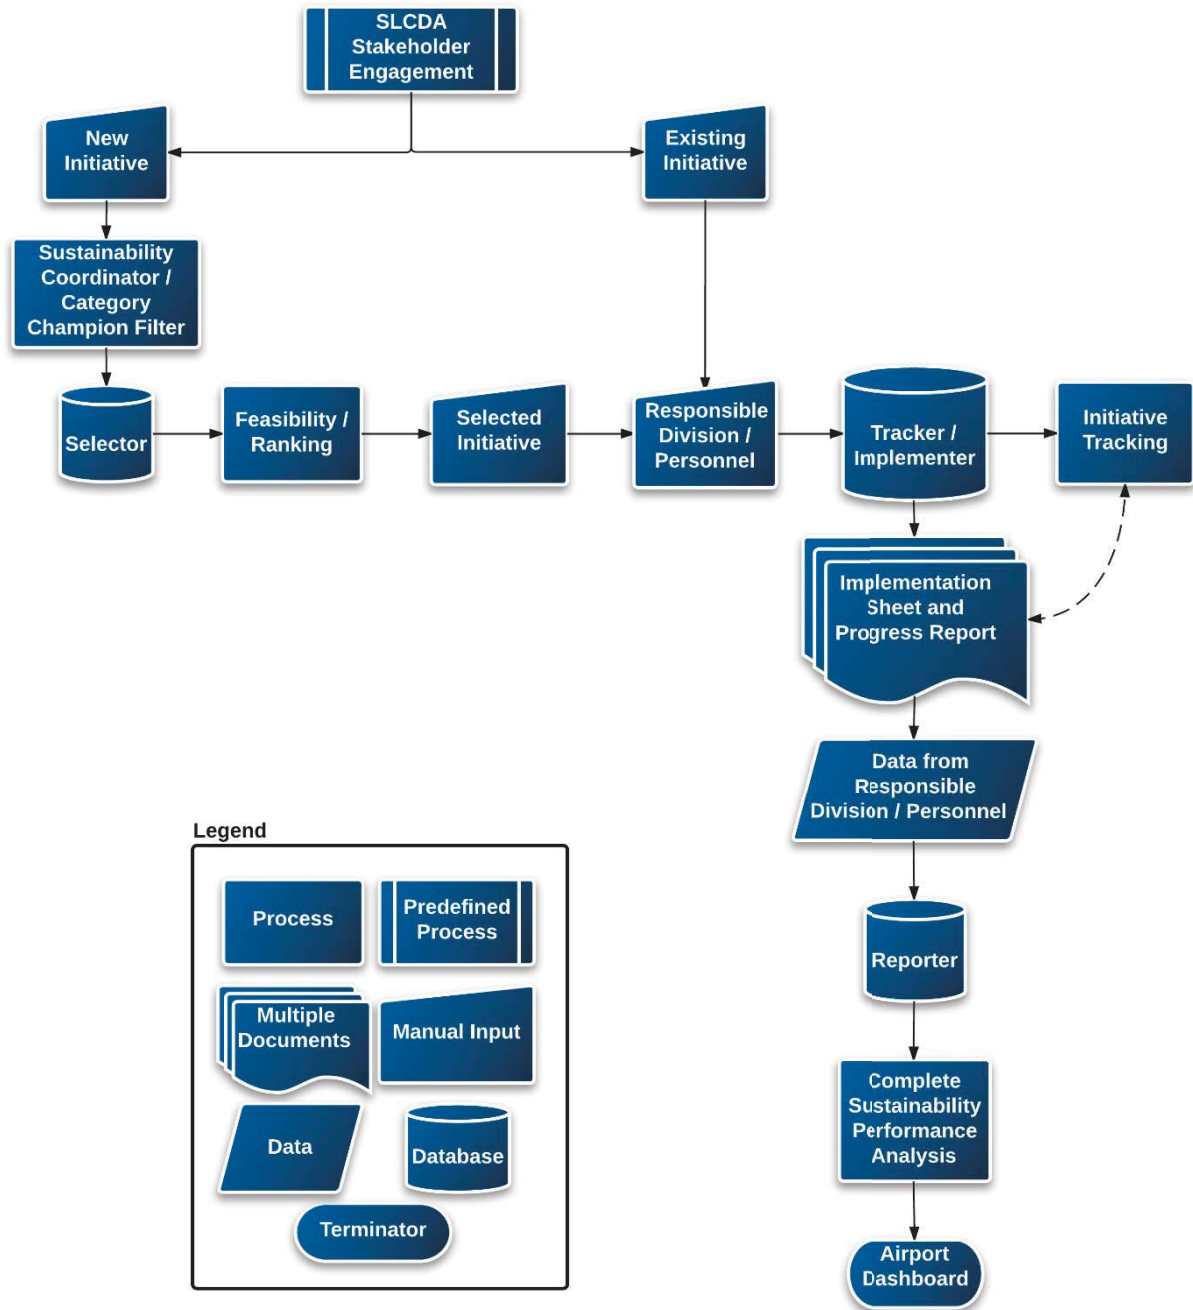 SLCDA
Stakeholder
Engagement
New
Initiative
Existing
Initiative
Sustainability
Coordinator /
Category
Champion Filter
Selector
Feasibility /
Ranking
Selected
Initiative
Responsible
Division /
Personnel
Tracker /
Implementer
Initiative
Tracking
Implementation
Sheet and
Progress Report
Data from
Responsible
Division / Personnel
Reporter
Complete
Sustainability
Performance
Analysis
Airport
Dashboard
Legend
Process
Predefined
Process
Multiple
Documents
Manual Input
Data
Database
Terminator